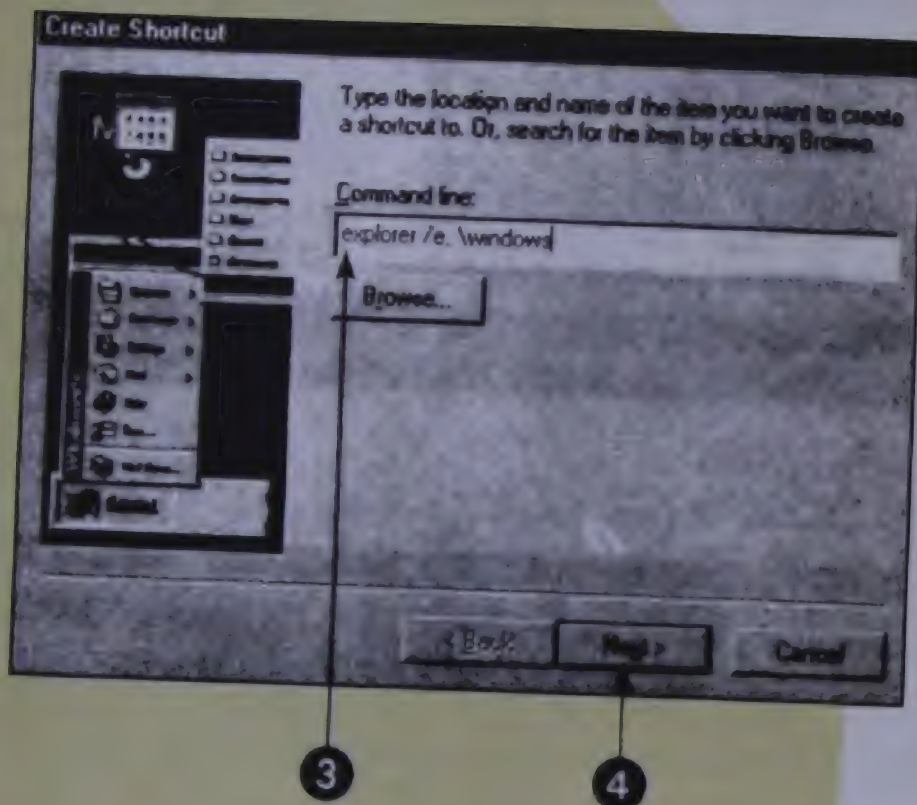 Create Shortcut
Type the location and name of the item you want to create
a shortcut to. Or, search for the item by clicking Browse.
Command line:
explorer /e, \windows
Browse...
< Back
Next >
Cancel
3
4